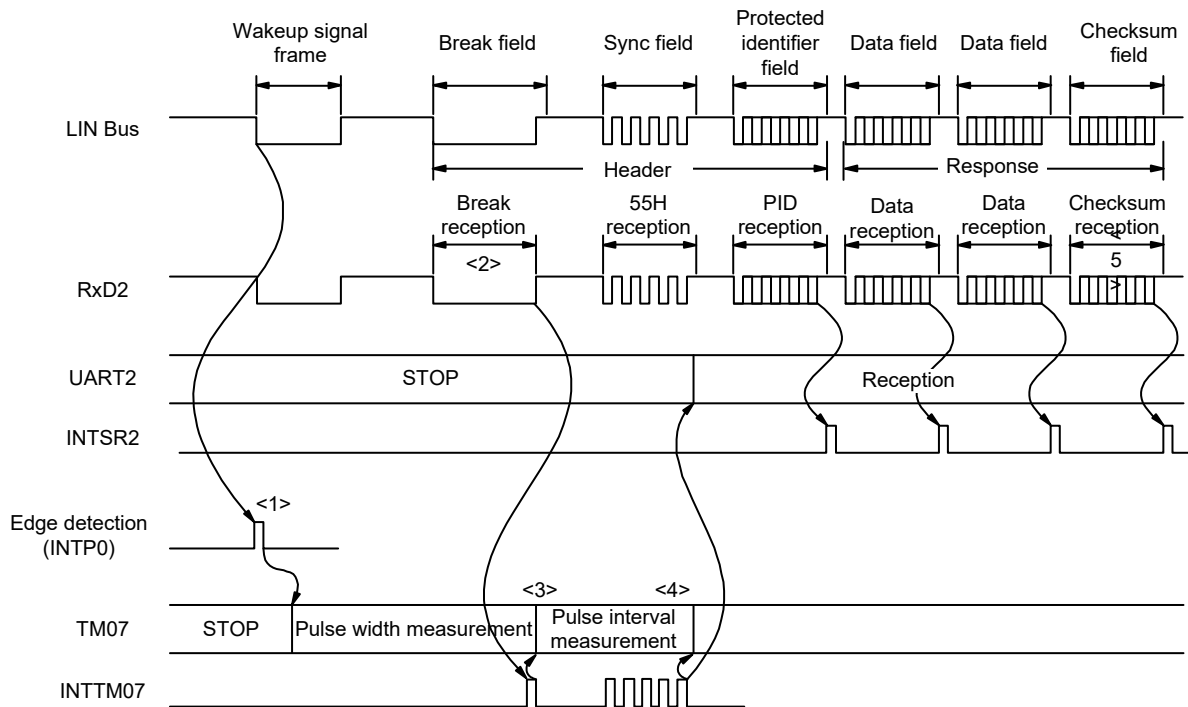 Wakeup signal
frame
Break field
Sync field
Protected
identifier
field
Data field
Data field
Checksum
field
LIN Bus
Header
Response
Break
reception
55H
reception
PID
reception
Data
reception
Data
reception
Checksum
reception
<2>
<5>
RxD2
UART2
STOP
Reception
INTSR2
<1>
Edge detection
(INTP0)
<3>
<4>
TM07
STOP
Pulse width measurement
Pulse interval
measurement
INTTM07